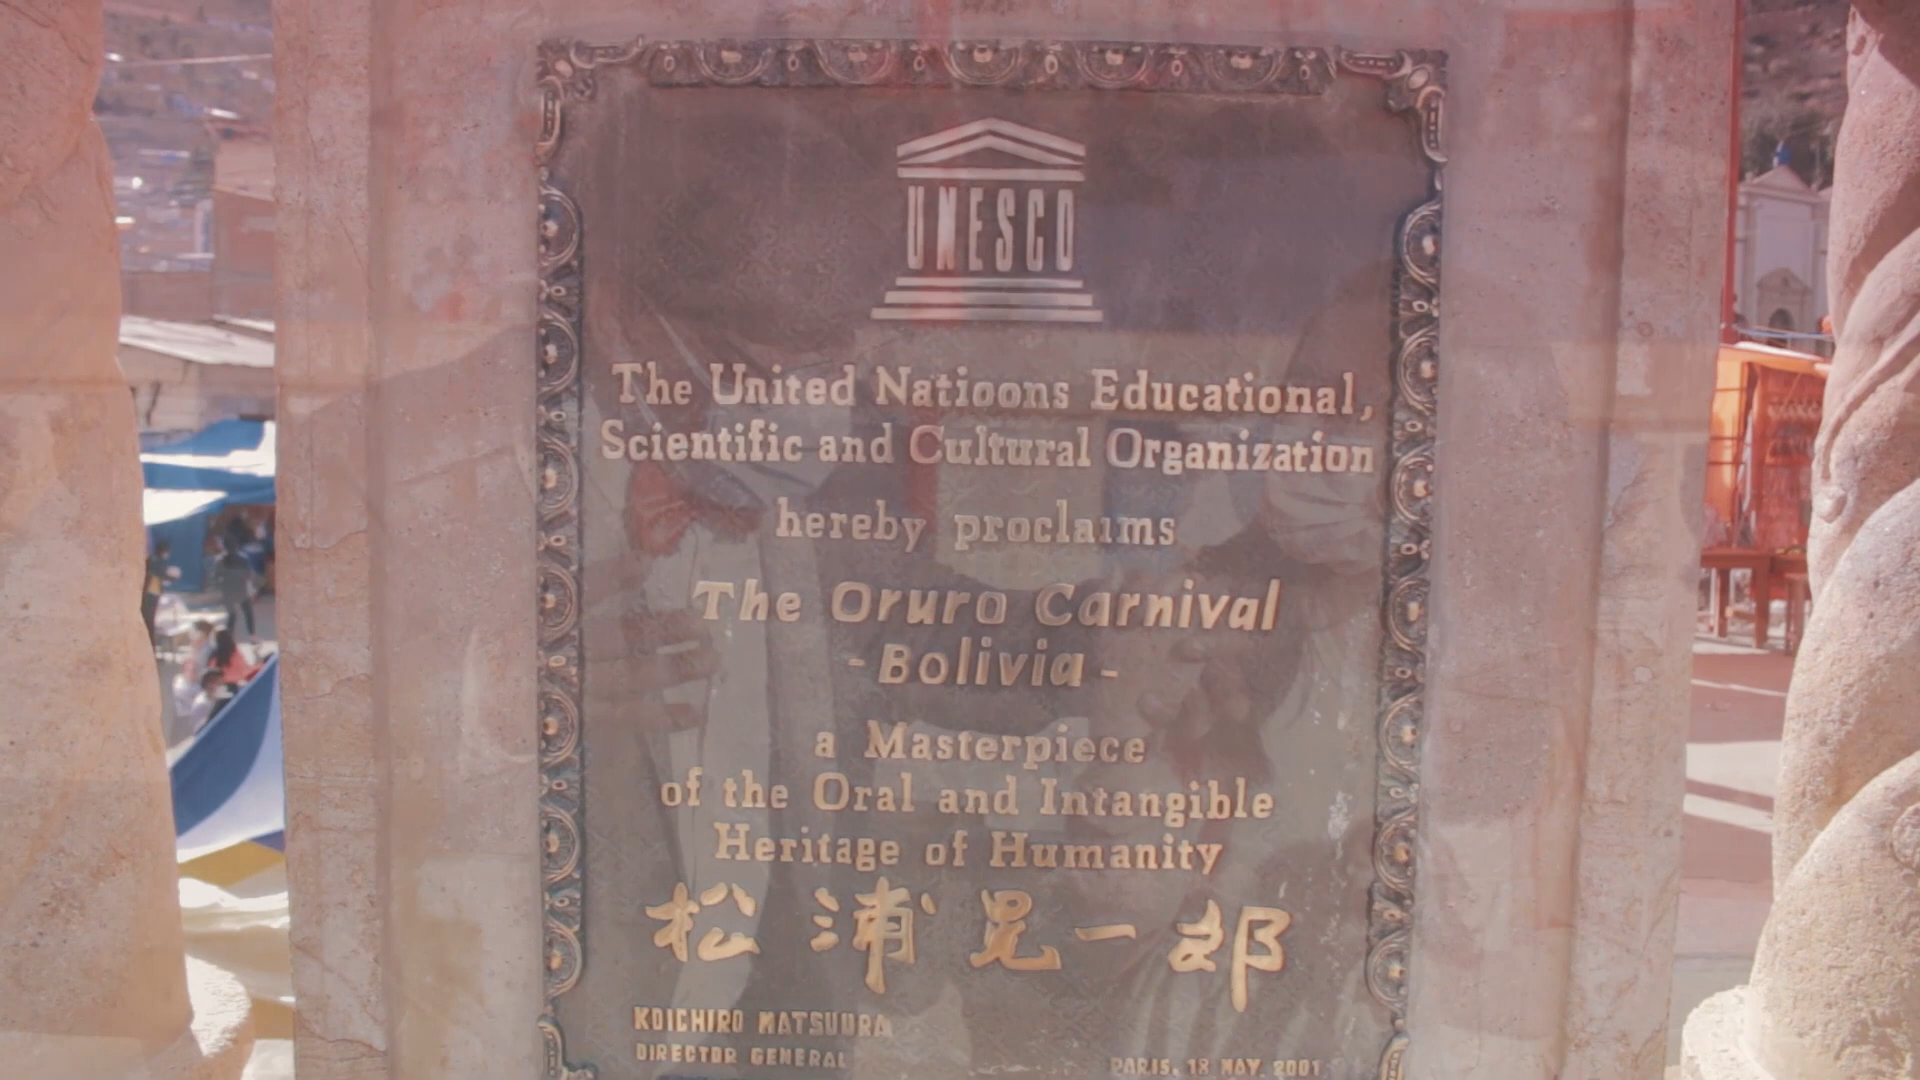 UNESCO
The United Natioons Educational,
Scientific and Cultural Organization
hereby proclaims
The Oruro Carnival
- Bolivia -
a Masterpiece
of the Oral and Intangible
Heritage of Humanity
松浦晃一郎
KOICHIRO MATSUURA
DIRECTOR GENERAL
PARIS, 18 MAY 2001